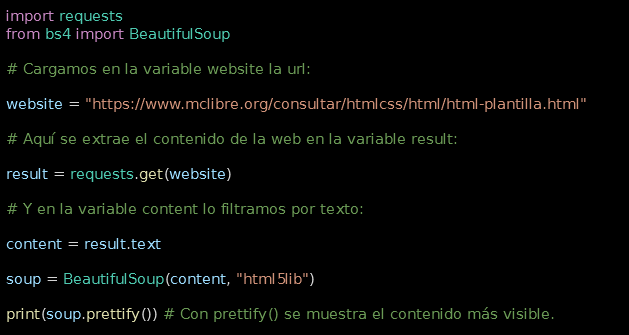 import requests
from bs4 import BeautifulSoup
# Cargamos en la variable website la url:
website = "https://www.mclibre.org/consultar/htmlcss/html/html-plantilla.html"
# Aquí se extrae el contenido de la web en la variable result:
result = requests.get(website)
# Y en la variable content lo filtramos por texto:
content = result.text
soup = BeautifulSoup(content, "html5lib")
print(soup.prettify()) # Con prettify() se muestra el contenido más visible.